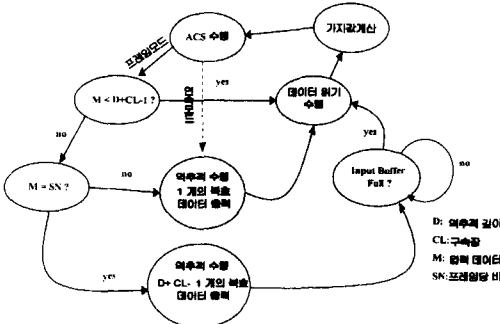 ACS 수행
가지값계산
프레임모드
M < D+CL-1 ?
yes
데이터 읽기
수행
no
yes
M = SN ?
no
역추적 수행
1 개의 복호
데이터 출력
Input Buffer
Full ?
no
yes
역추적 수행
D+ CL- 1 개의 복호
데이터 출력
D: 역추적 깊이
CL:구속장
M: 입력 데이터
SN:프레임당 비